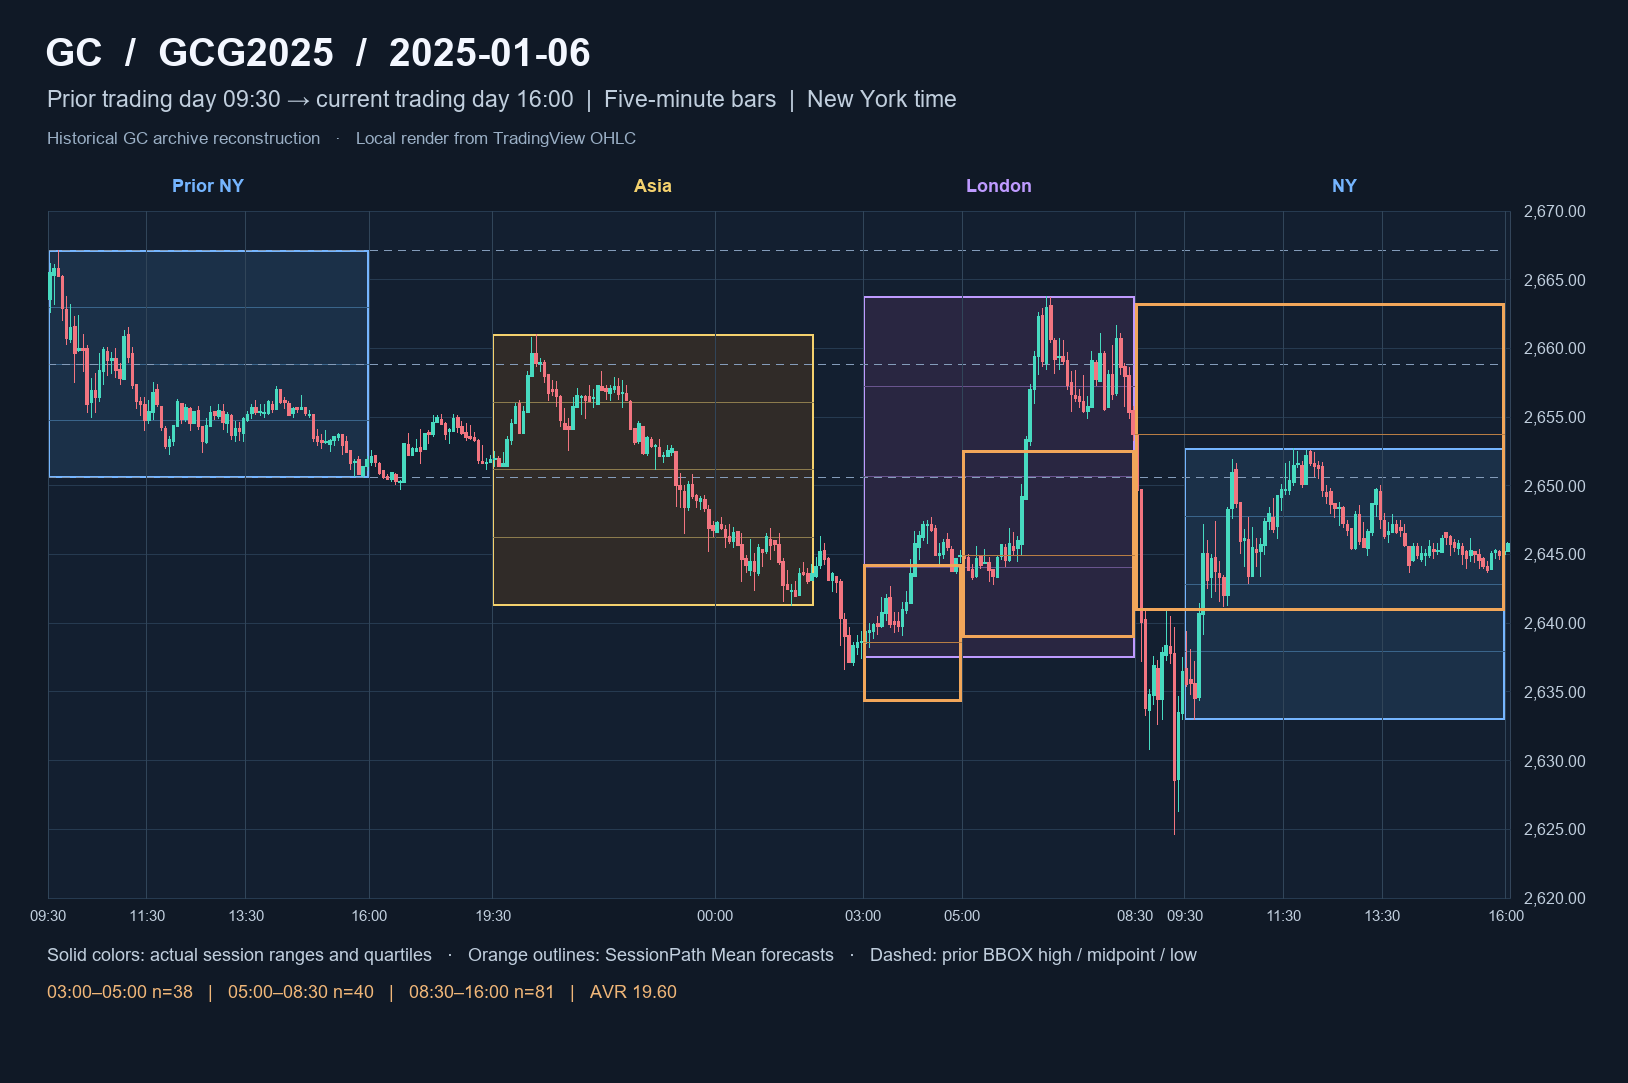 GC / GCG2025 / 2025-01-06
Prior trading day 09:30 → current trading day 16:00 | Five-minute bars | New York time
Historical GC archive reconstruction · Local render from TradingView OHLC
Prior NY Asia London NY
2,670.00
2,665.00
2,660.00
2,655.00
2,650.00
2,645.00
2,640.00
2,635.00
2,630.00
2,625.00
2,620.00
09:30 11:30 13:30 16:00 19:30 00:00 03:00 05:00 08:30 09:30 11:30 13:30 16:00
Solid colors: actual session ranges and quartiles · Orange outlines: SessionPath Mean forecasts · Dashed: prior BBOX high / midpoint / low
03:00–05:00 n=38 | 05:00–08:30 n=40 | 08:30–16:00 n=81 | AVR 19.60